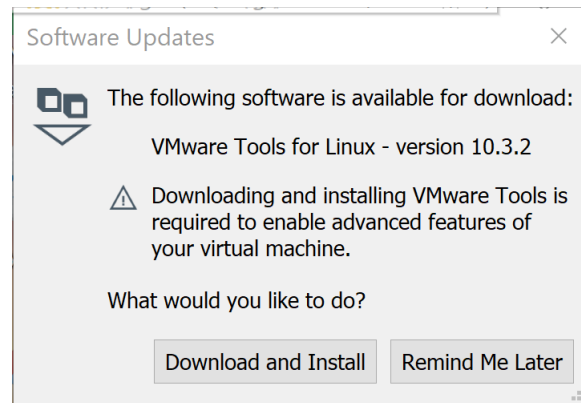 Software Updates
The following software is available for download:
VMware Tools for Linux - version 10.3.2
Downloading and installing VMware Tools is
required to enable advanced features of
your virtual machine.
What would you like to do?
Download and Install
Remind Me Later